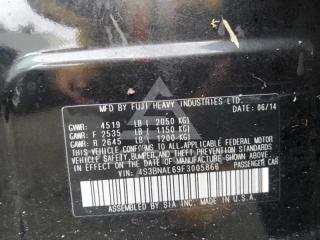 MFD. BY FUJI HEAVY INDUSTRIES LTD.
DATE 06/14
GVWR: 4519 LB ( 2050 KG)
GAWR: F 2535 LB ( 1150 KG)
GAWR: R 2645 LB ( 1200 KG)
THIS VEHICLE CONFORMS TO ALL APPLICABLE FEDERAL MOTOR
VEHICLE SAFETY, BUMPER, AND THEFT PREVENTION STANDARDS
IN EFFECT ON THE DATE OF MANUFACTURE SHOWN ABOVE.
VIN: 4S3BNAL69F3005866
PASSENGER CAR
ASSEMBLED BY SIA, INC. MADE IN U.S.A.